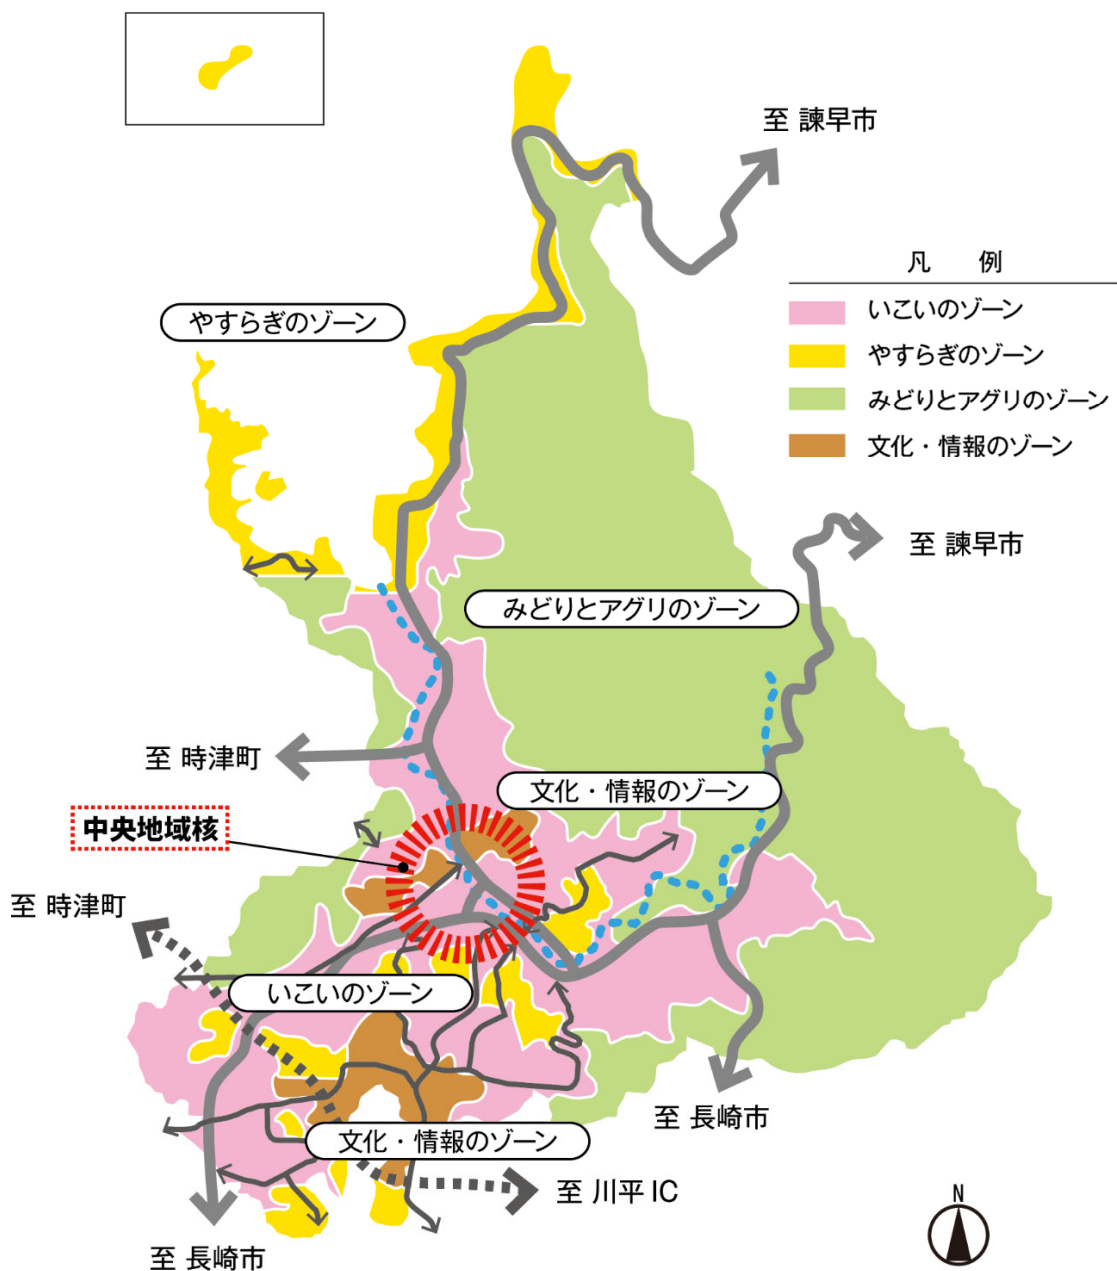 至 諫早市
凡　例
いこいのゾーン
やすらぎのゾーン
みどりとアグリのゾーン
文化・情報のゾーン
やすらぎのゾーン
至 諫早市
みどりとアグリのゾーン
至 時津町
文化・情報のゾーン
中央地域核
至 時津町
いこいのゾーン
至 長崎市
文化・情報のゾーン
至 川平 IC
N
至 長崎市